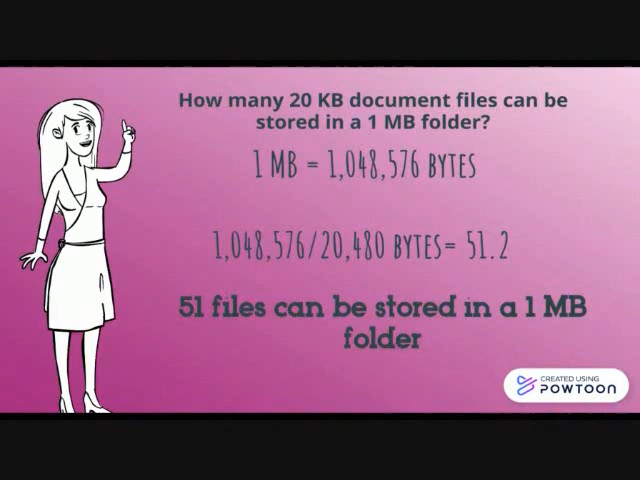 How many 20 KB document files can be
stored in a 1 MB folder?
1 MB = 1,048,576 BYTES
1,048,576/20,480 BYTES= 51.2
51 files can be stored in a 1 MB
folder
CREATED USING
POWTOON